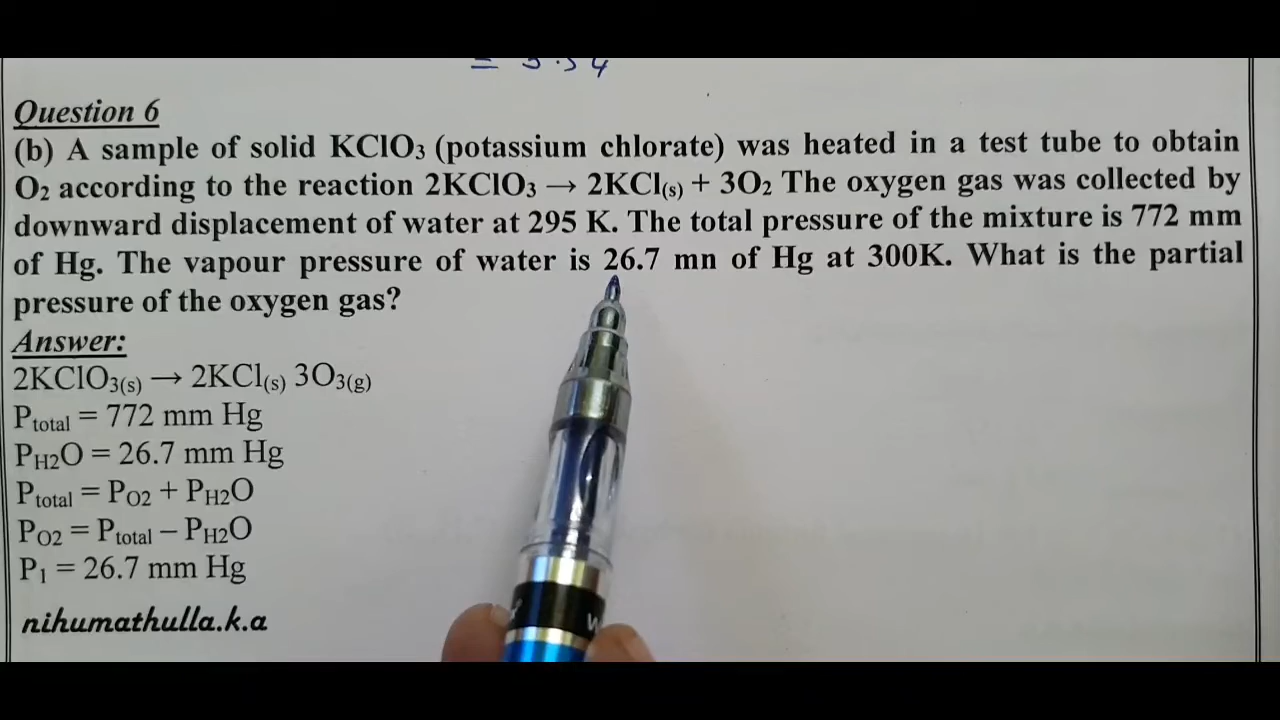 = 3.54
Question 6
(b) A sample of solid KClO₃ (potassium chlorate) was heated in a test tube to obtain
O₂ according to the reaction 2KClO₃ → 2KCl₍ₛ₎ + 3O₂ The oxygen gas was collected by
downward displacement of water at 295 K. The total pressure of the mixture is 772 mm
of Hg. The vapour pressure of water is 26.7 mn of Hg at 300K. What is the partial
pressure of the oxygen gas?
Answer:
2KClO₃₍ₛ₎ → 2KCl₍ₛ₎ 3O₃(g)
Ptotal = 772 mm Hg
PH2O = 26.7 mm Hg
Ptotal = PO2 + PH2O
PO2 = Ptotal – PH2O
P₁ = 26.7 mm Hg
nihumathulla.k.a